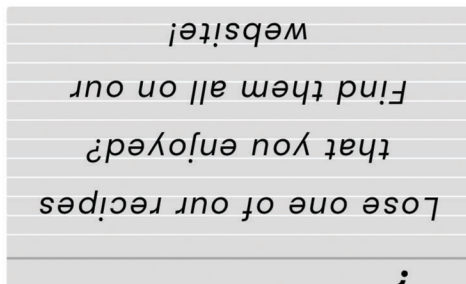 Lose one of our recipes
that you enjoyed?
Find them all on our
website!